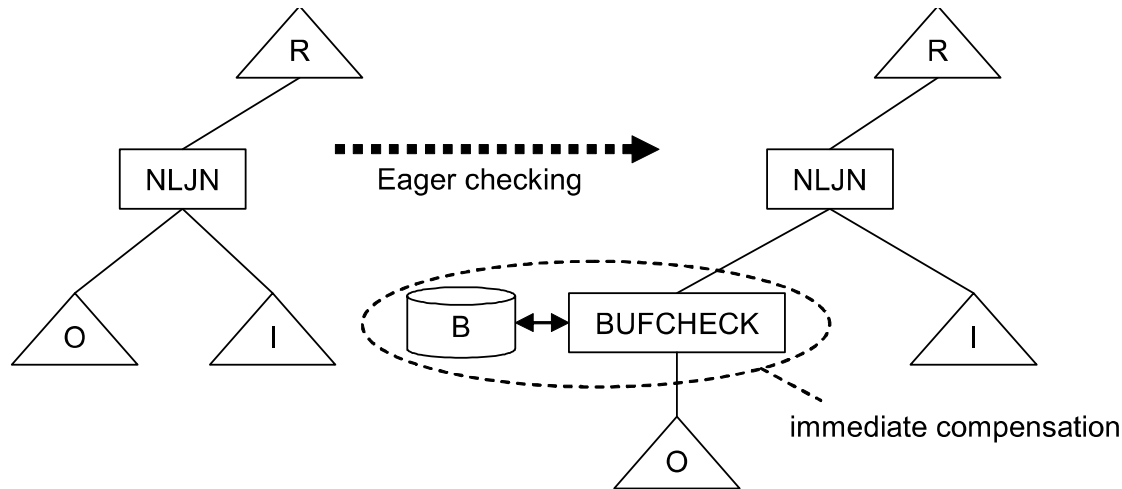 R
NLJN
O
I
Eager checking
R
NLJN
B
BUFCHECK
I
O
immediate compensation